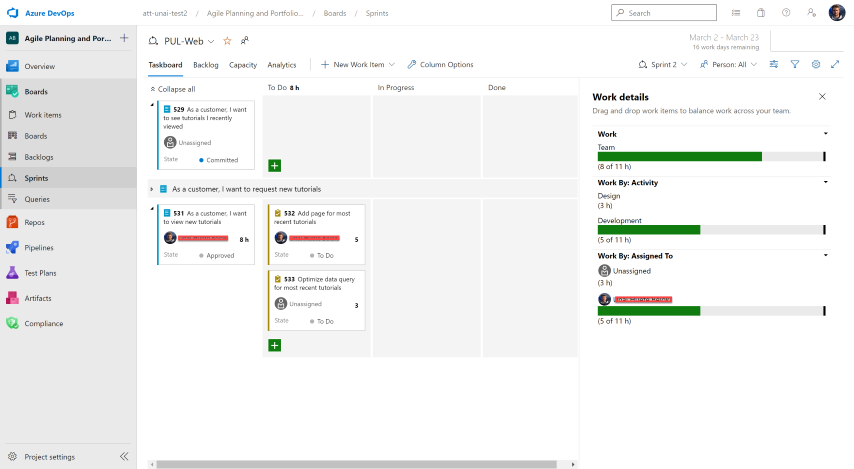 Azure DevOps
att-unai-test2 / Agile Planning and Portfolio... / Boards / Sprints
Search
AB Agile Planning and Por...
Overview
Boards
Work items
Boards
Backlogs
Sprints
Queries
Repos
Pipelines
Test Plans
Artifacts
Compliance
Project settings
PUL-Web
March 2 - March 23
16 work days remaining
Taskboard Backlog Capacity Analytics
New Work Item
Column Options
Sprint 2
Person: All
Collapse all
To Do 8 h
In Progress
Done
529 As a customer, I want
to see tutorials I recently
viewed
Unassigned
State Committed
As a customer, I want to request new tutorials
531 As a customer, I want
to view new tutorials
8 h
State Approved
532 Add page for most
recent tutorials
5
State To Do
533 Optimize data query
for most recent tutorials
Unassigned
3
State To Do
Work details
Drag and drop work items to balance work across your team.
Work
Team
(8 of 11 h)
Work By: Activity
Design
(3 h)
Development
(5 of 11 h)
Work By: Assigned To
Unassigned
(3 h)
(5 of 11 h)